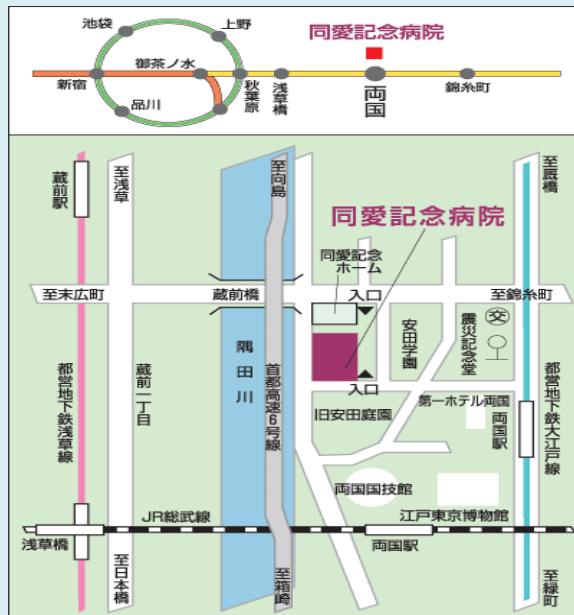 池袋
上野
同愛記念病院
御茶ノ水
新宿
秋葉原
浅草橋
両国
錦糸町
品川
至浅草
至向島
至厩橋
蔵前駅
同愛記念病院
同愛記念
ホーム
至末広町
蔵前橋
入口
至錦糸町
安田学園
震災記念堂
交
都営地下鉄浅草線
蔵前一丁目
隅田川
首都高速6号線
入口
旧安田庭園
第一ホテル両国
両国駅
都営地下鉄大江戸線
両国国技館
JR総武線
江戸東京博物館
浅草橋
両国駅
至日本橋
至箱崎
至緑町